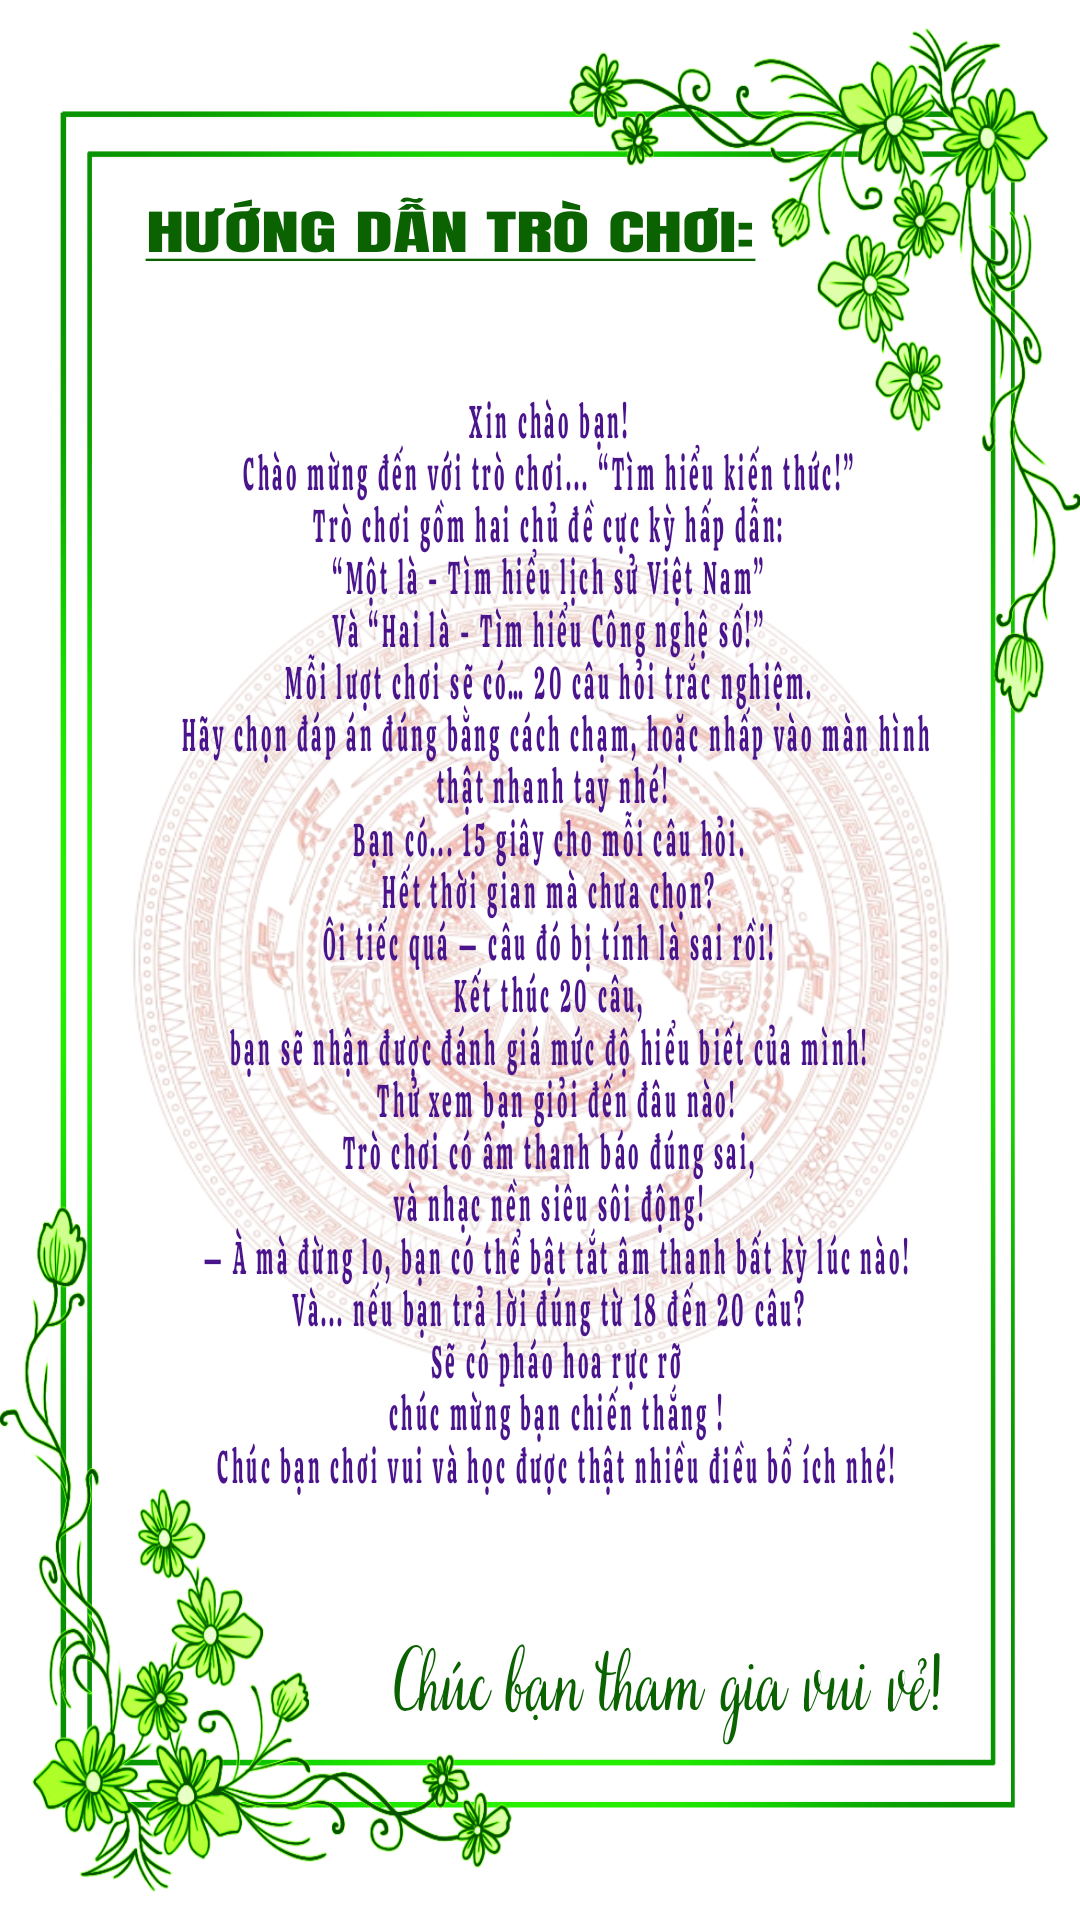 HƯỚNG DẪN TRÒ CHƠI:
Xin chào bạn!
Chào mừng đến với trò chơi... “Tìm hiểu kiến thức!”
Trò chơi gồm hai chủ đề cực kỳ hấp dẫn:
“Một là - Tìm hiểu lịch sử Việt Nam”
Và “Hai là - Tìm hiểu Công nghệ số!”
Mỗi lượt chơi sẽ có... 20 câu hỏi trắc nghiệm.
Hãy chọn đáp án đúng bằng cách chạm, hoặc nhấp vào màn hình
thật nhanh tay nhé!
Bạn có... 15 giây cho mỗi câu hỏi.
Hết thời gian mà chưa chọn?
Ôi tiếc quá – câu đó bị tính là sai rồi!
Kết thúc 20 câu,
bạn sẽ nhận được đánh giá mức độ hiểu biết của mình!
Thử xem bạn giỏi đến đâu nào!
Trò chơi có âm thanh báo đúng sai,
và nhạc nền siêu sôi động!
– À mà đừng lo, bạn có thể bật tắt âm thanh bất kỳ lúc nào!
Và... nếu bạn trả lời đúng từ 18 đến 20 câu?
Sẽ có pháo hoa rực rỡ
chúc mừng bạn chiến thắng !
Chúc bạn chơi vui và học được thật nhiều điều bổ ích nhé!
Chúc bạn tham gia vui vẻ!